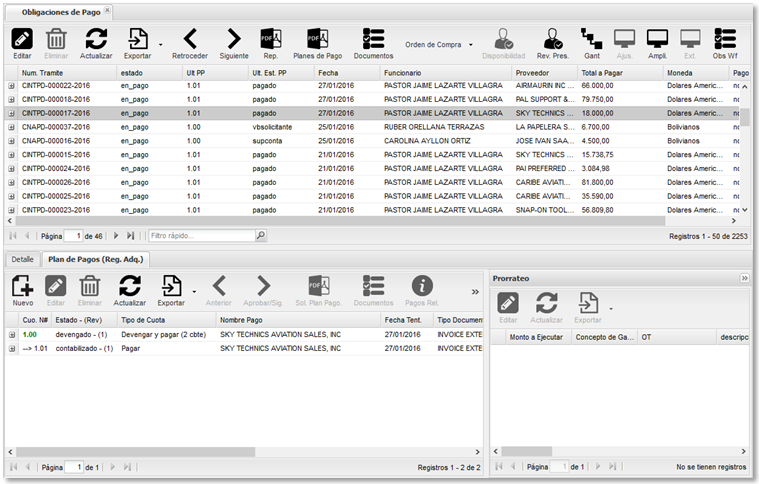 Obligaciones de Pago
Editar Eliminar Actualizar Exportar Retroceder Siguiente Rep. Planes de Pago Documentos Orden de Compra Disponibilidad Rev. Pres. Gant Ajus. Ampli. Ext. Obs Wf
Num. Tramite estado Ult PP Ult. Est. PP Fecha Funcionario Proveedor Total a Pagar Moneda Pago
CINTPD-000022-2016 en_pago 1.01 pagado 27/01/2016 PASTOR JAIME LAZARTE VILLAGRA AIRMAURIN INC ... 66.000,00 Dolares Americ...
CINTPD-000018-2016 en_pago 1.01 pagado 27/01/2016 PASTOR JAIME LAZARTE VILLAGRA PAL SUPPORT &... 79.750,00 Dolares Americ... nc
CINTPD-000017-2016 en_pago 1.01 pagado 27/01/2016 PASTOR JAIME LAZARTE VILLAGRA SKY TECHNICS ... 18.000,00 Dolares Americ... nc
CNAPD-000037-2016 en_pago 1.00 vbsolicitante 25/01/2016 RUBER ORELLANA TERRAZAS LA PAPELERA S... 6.700,00 Bolivianos nc
CNAPD-000016-2016 en_pago 1.00 supconta 25/01/2016 CAROLINA AYLLON ORTIZ JOSE IVAN SAA... 4.500,00 Bolivianos nc
CINTPD-000015-2016 en_pago 1.01 pagado 21/01/2016 PASTOR JAIME LAZARTE VILLAGRA SKY TECHNICS ... 15.738,75 Dolares Americ... nc
CINTPD-000024-2016 en_pago 1.01 pagado 21/01/2016 PASTOR JAIME LAZARTE VILLAGRA PAI PREFERRED ... 3.084,98 Dolares Americ... nc
CINTPD-000026-2016 en_pago 1.01 pagado 21/01/2016 PASTOR JAIME LAZARTE VILLAGRA CARIBE AVIATI... 81.800,00 Dolares Americ... nc
CINTPD-000025-2016 en_pago 1.01 pagado 21/01/2016 PASTOR JAIME LAZARTE VILLAGRA CARIBE AVIATI... 35.590,00 Dolares Americ... nc
CINTPD-000023-2016 en_pago 1.01 pagado 21/01/2016 PASTOR JAIME LAZARTE VILLAGRA SNAP-ON TOOL... 56.809,80 Dolares Americ...
Página 1 de 46 Filtro rápido... Registros 1 - 50 de 2253
Detalle Plan de Pagos (Reg. Adq.)
Nuevo Editar Eliminar Actualizar Exportar Anterior Aprobar/Sig. Sol. Plan Pago. Documentos Pagos Rel.
Cuo. N# Estado - (Rev) Tipo de Cuota Nombre Pago Fecha Tent. Tipo Document
1.00 devengado - (1) Devengar y pagar (2 cbte) SKY TECHNICS AVIATION SALES, INC 27/01/2016 INVOICE EXTE
--> 1.01 contabilizado - (1) Pagar SKY TECHNICS AVIATION SALES, INC 27/01/2016 INVOICE EXTE
Página 1 de 1 Registros 1 - 2 de 2
Prorrateo
Editar Actualizar Exportar
Monto a Ejecutar Concepto de Ga... OT descripc
Página 1 de 1 No se tienen registros